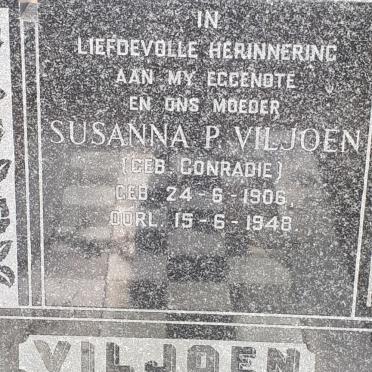 IN
LIEFDEVOLLE HERINNERING
AAN MY EGGENOTE
EN ONS MOEDER
SUSANNA P. VILJOEN
(GEB. CONRADIE)
GEB. 24-6-1906.
OORL. 15-6-1948.
VILJOEN